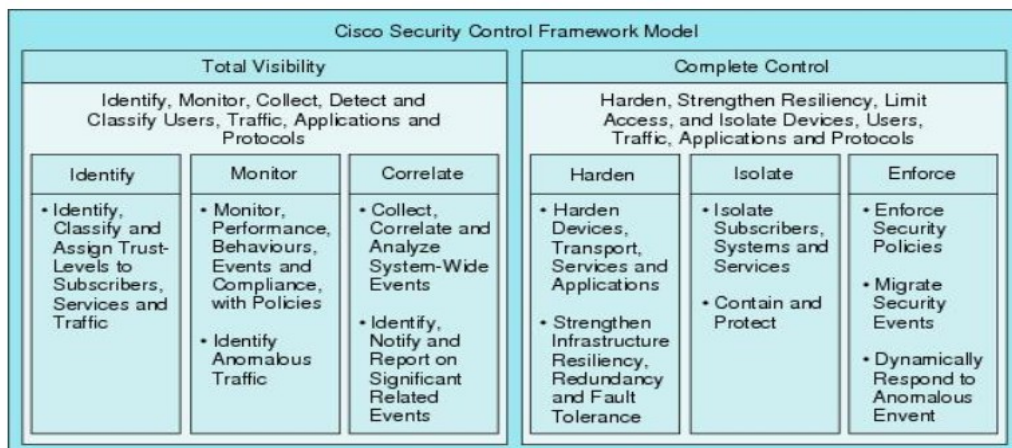 Cisco Security Control Framework Model
Total Visibility
Identify, Monitor, Collect, Detect and
Classify Users, Traffic, Applications and
Protocols
Identify
• Identify,
Classify and
Assign Trust-
Levels to
Subscribers,
Services and
Traffic
Monitor
• Monitor,
Performance,
Behaviours,
Events and
Compliance,
with Policies
• Identify
Anomalous
Traffic
Correlate
• Collect,
Correlate and
Analyze
System-Wide
Events
• Identify,
Notify and
Report on
Significant
Related
Events
Complete Control
Harden, Strengthen Resiliency, Limit
Access, and Isolate Devices, Users,
Traffic, Applications and Protocols
Harden
• Harden
Devices,
Transport,
Services and
Applications
• Strengthen
Infrastructure
Resiliency,
Redundancy
and Fault
Tolerance
Isolate
• Isolate
Subscribers,
Systems and
Services
• Contain and
Protect
Enforce
• Enforce
Security
Policies
• Migrate
Security
Events
• Dynamically
Respond to
Anomalous
Envent